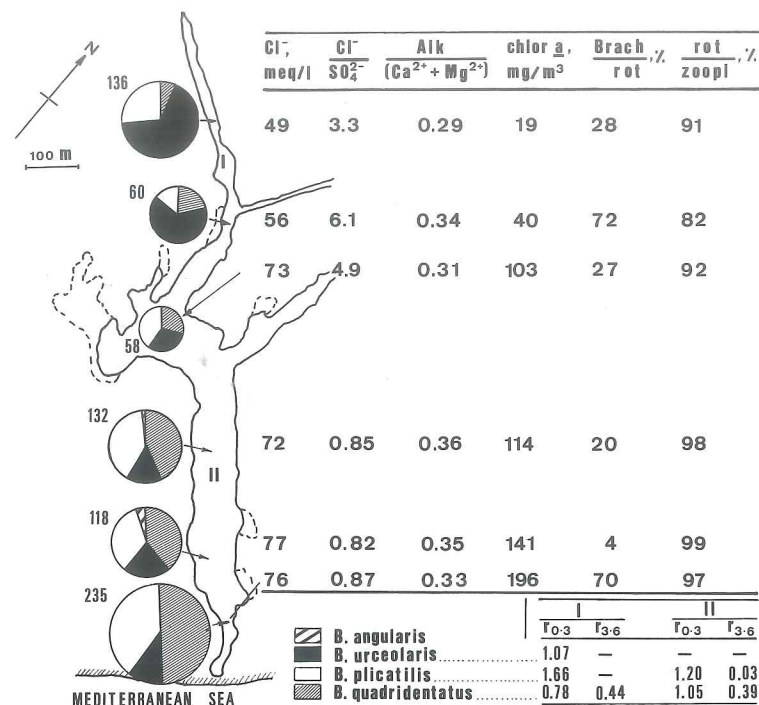 Cl⁻, meq/l  Cl⁻/SO₄²⁻  Alk/(Ca²⁺ + Mg²⁺)  chlor a, mg/m³  Brach/rot ,%  rot/zoopl ,%
N
136
49 3.3 0.29 19 28 91
100 m
I
60
56 6.1 0.34 40 72 82
73 4.9 0.31 103 27 92
58
132
72 0.85 0.36 114 20 98
II
118
77 0.82 0.35 141 4 99
76 0.87 0.33 196 70 97
235
I II
r0·3 r3·6 r0·3 r3·6
B. angularis
B. urceolaris 1.07 — — —
B. plicatilis 1.66 — 1.20 0.03
B. quadridentatus 0.78 0.44 1.05 0.39
MEDITERRANEAN SEA